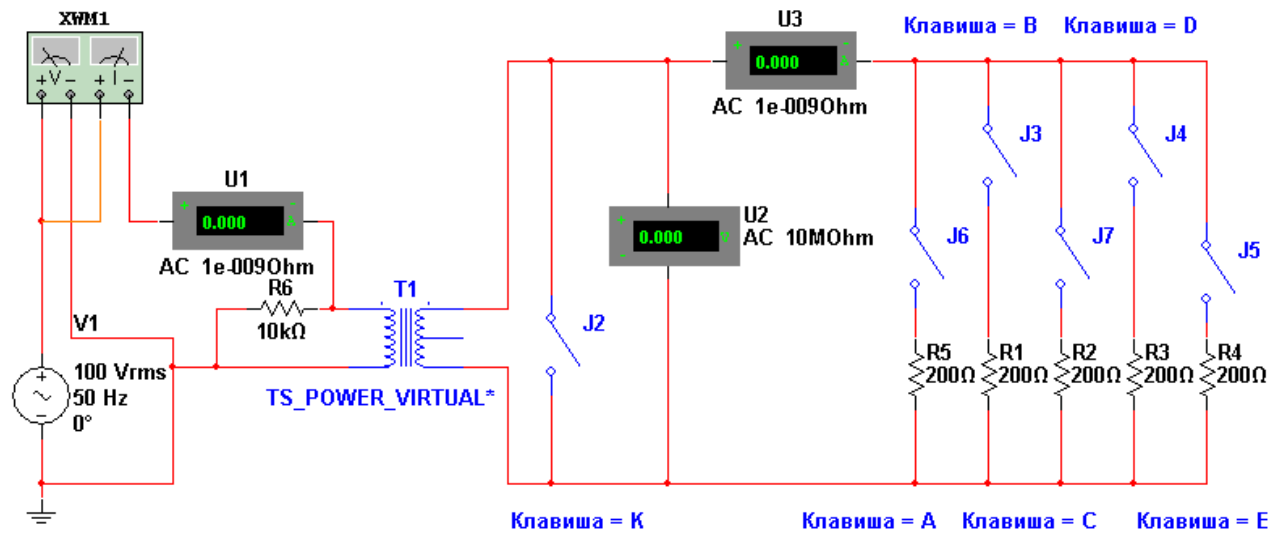 XWM1
+V- +I-
U3
Клавиша = B
Клавиша = D
+ 0.000 - A
AC 1e-009Ohm
J3
J4
U1
+ 0.000 - A
AC 1e-009Ohm
U2
AC 10MOhm
+ 0.000 V -
J6
J7
J5
R6
10kΩ
T1
TS_POWER_VIRTUAL*
J2
V1
100 Vrms
50 Hz
0°
R5
200Ω
R1
200Ω
R2
200Ω
R3
200Ω
R4
200Ω
Клавиша = K
Клавиша = A
Клавиша = C
Клавиша = E